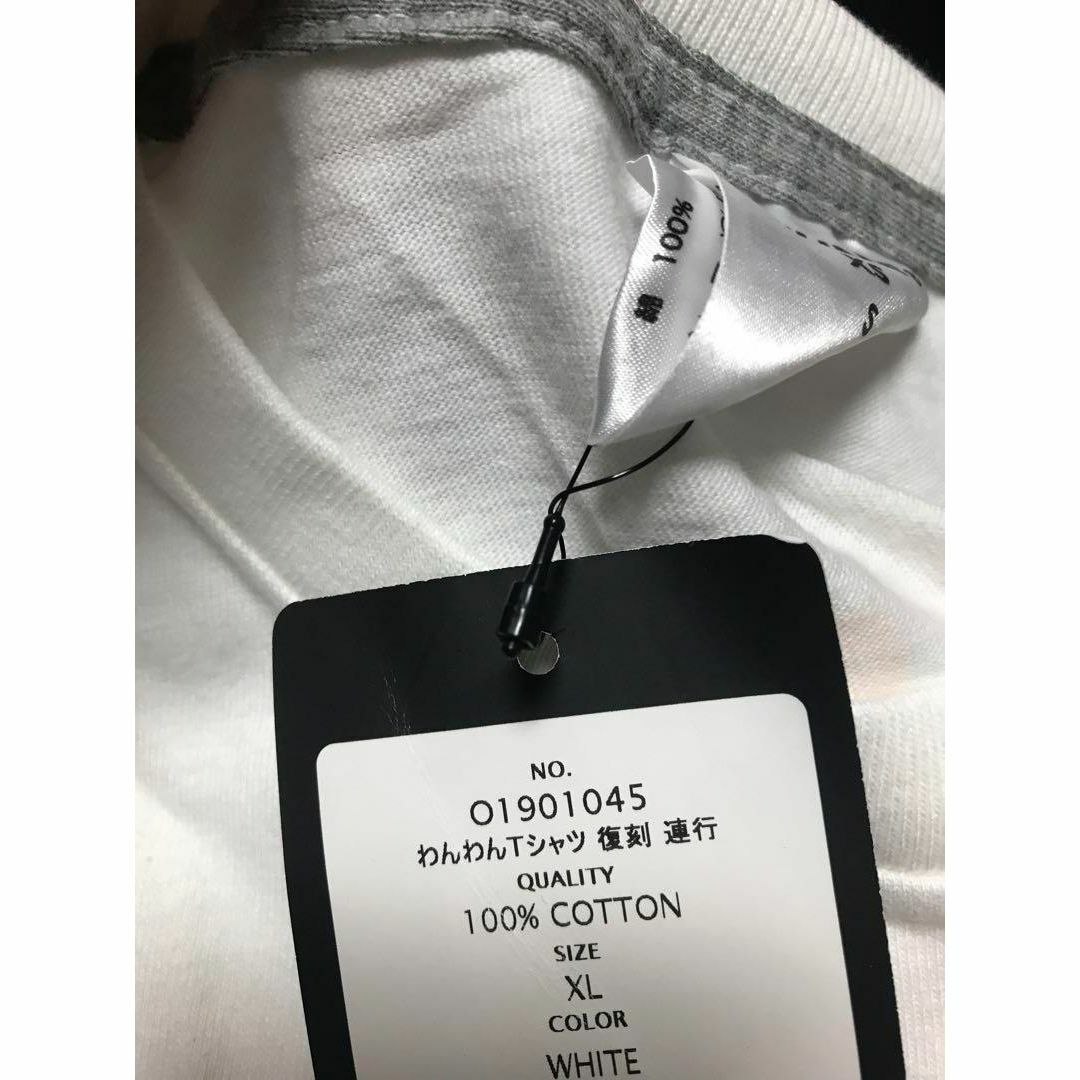 綿 100%
S
NO.
O1901045
わんわんTシャツ 復刻 連行
QUALITY
100% COTTON
SIZE
XL
COLOR
WHITE